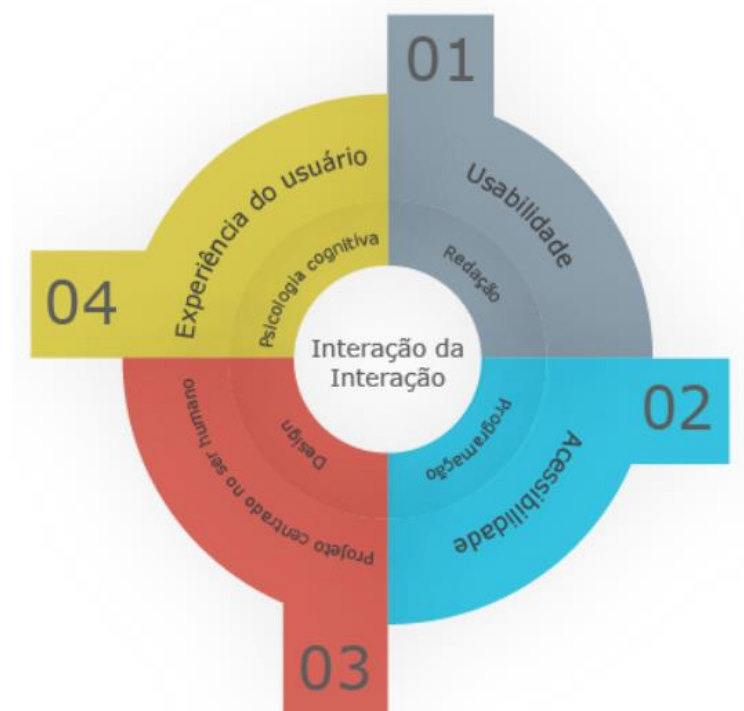 01
Usabilidade
Redação
02
Acessibilidade
Programação
03
Projeto centrado no ser humano
Design
04
Experiência do usuário
Psicologia cognitiva
Interação da
Interação